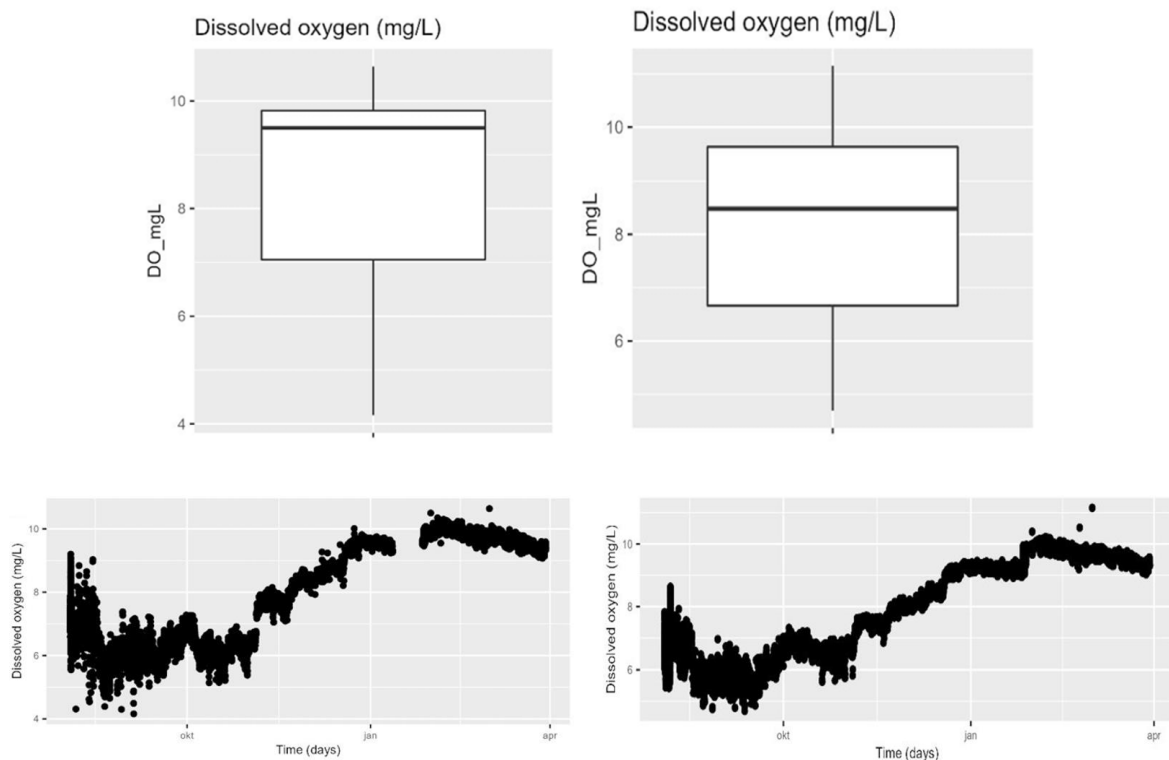 Dissolved oxygen (mg/L)
DO_mgL
10
8
6
4
Dissolved oxygen (mg/L)
DO_mgL
10
8
6
Dissolved oxygen (mg/L)
10
8
6
4
okt
jan
apr
Time (days)
Dissolved oxygen (mg/L)
10
8
6
okt
jan
apr
Time (days)